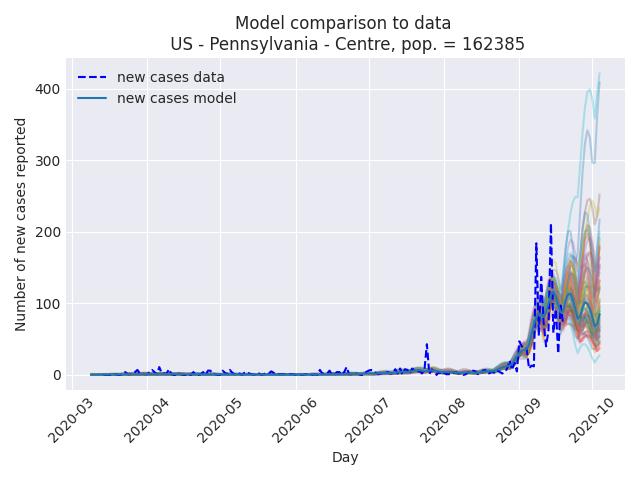 Model comparison to data
US - Pennsylvania - Centre, pop. = 162385
new cases data
new cases model
Number of new cases reported
400
300
200
100
0
2020-03
2020-04
2020-05
2020-06
2020-07
2020-08
2020-09
2020-10
Day